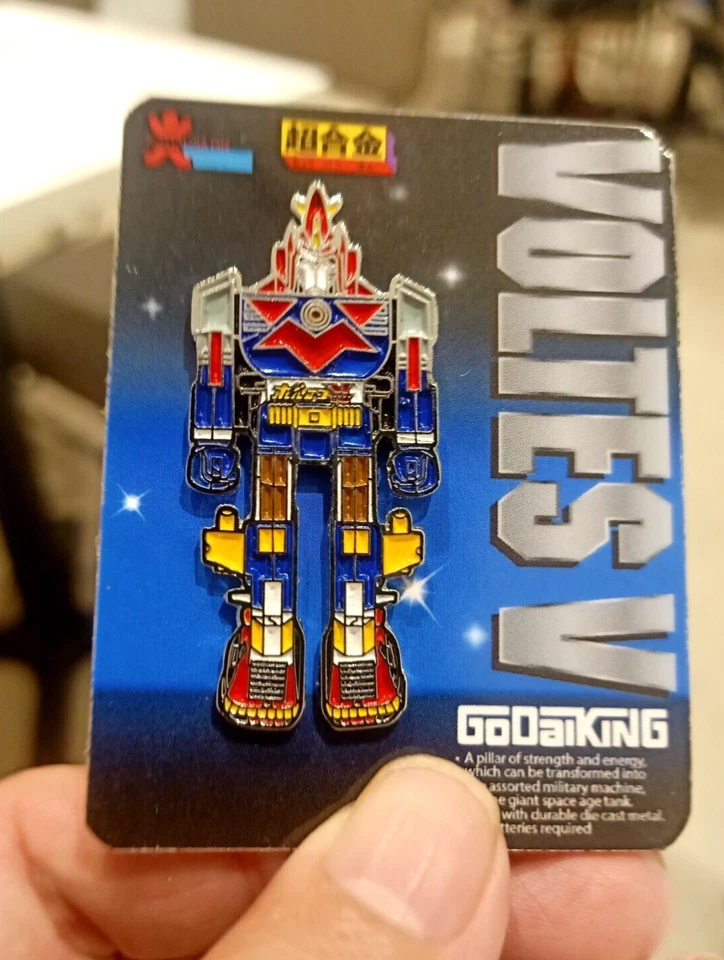 超合金
VOLTES V
GODaiKiNG
• A pillar of strength and energy,
which can be transformed into
assorted military machine,
giant space age tank.
with durable die cast metal.
required